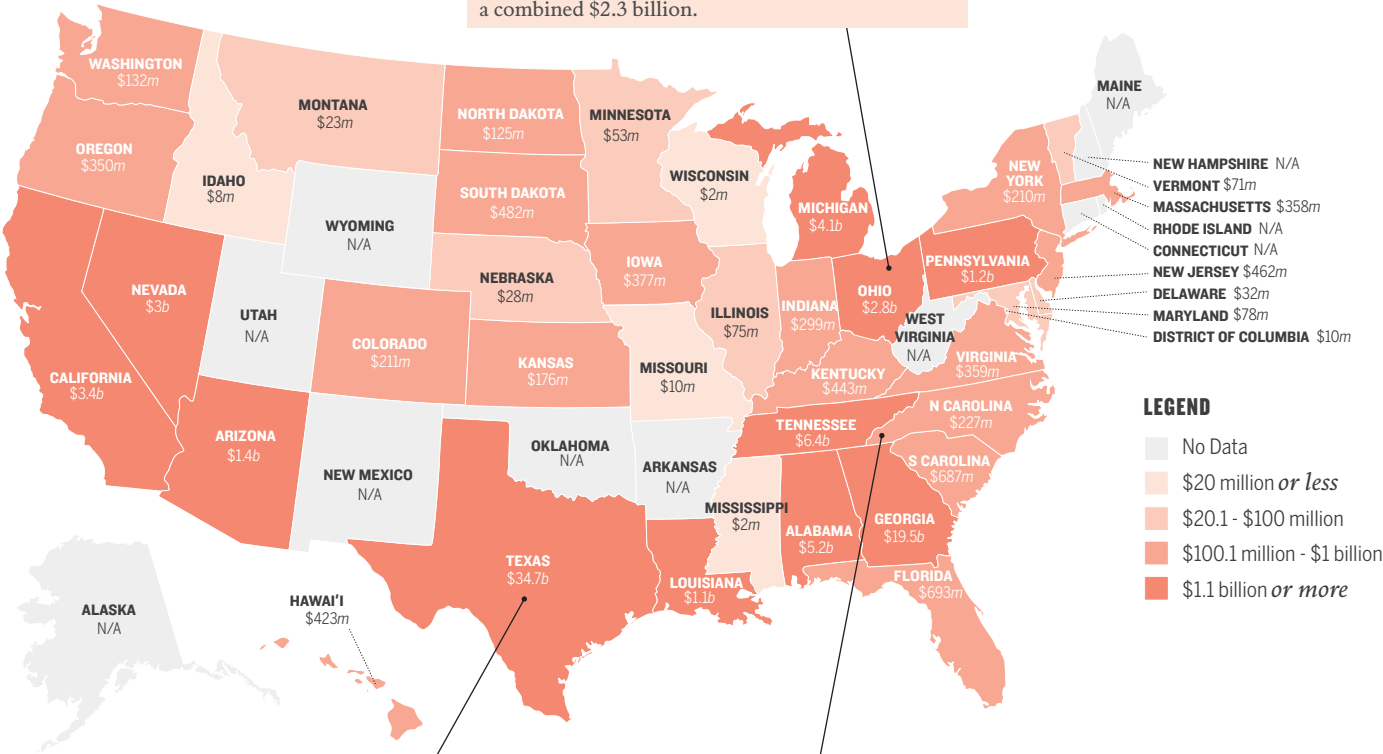 a combined $2.3 billion.
WASHINGTON
$132m
OREGON
$350m
CALIFORNIA
$3.4b
NEVADA
$3b
IDAHO
$8m
MONTANA
$23m
WYOMING
N/A
UTAH
N/A
ARIZONA
$1.4b
COLORADO
$211m
NEW MEXICO
N/A
NORTH DAKOTA
$125m
SOUTH DAKOTA
$482m
NEBRASKA
$28m
KANSAS
$176m
OKLAHOMA
N/A
TEXAS
$34.7b
MINNESOTA
$53m
IOWA
$377m
MISSOURI
$10m
ARKANSAS
N/A
LOUISIANA
$1.1b
WISCONSIN
$2m
ILLINOIS
$75m
MICHIGAN
$4.1b
INDIANA
$299m
OHIO
$2.8b
KENTUCKY
$443m
TENNESSEE
$6.4b
MISSISSIPPI
$2m
ALABAMA
$5.2b
GEORGIA
$19.5b
FLORIDA
$693m
S CAROLINA
$687m
N CAROLINA
$227m
VIRGINIA
$359m
WEST
VIRGINIA
N/A
PENNSYLVANIA
$1.2b
NEW
YORK
$210m
MAINE
N/A
NEW HAMPSHIRE N/A
VERMONT $71m
MASSACHUSETTS $358m
RHODE ISLAND N/A
CONNECTICUT N/A
NEW JERSEY $462m
DELAWARE $32m
MARYLAND $78m
DISTRICT OF COLUMBIA $10m
ALASKA
N/A
HAWAI'I
$423m
LEGEND
No Data
$20 million or less
$20.1 - $100 million
$100.1 million - $1 billion
$1.1 billion or more